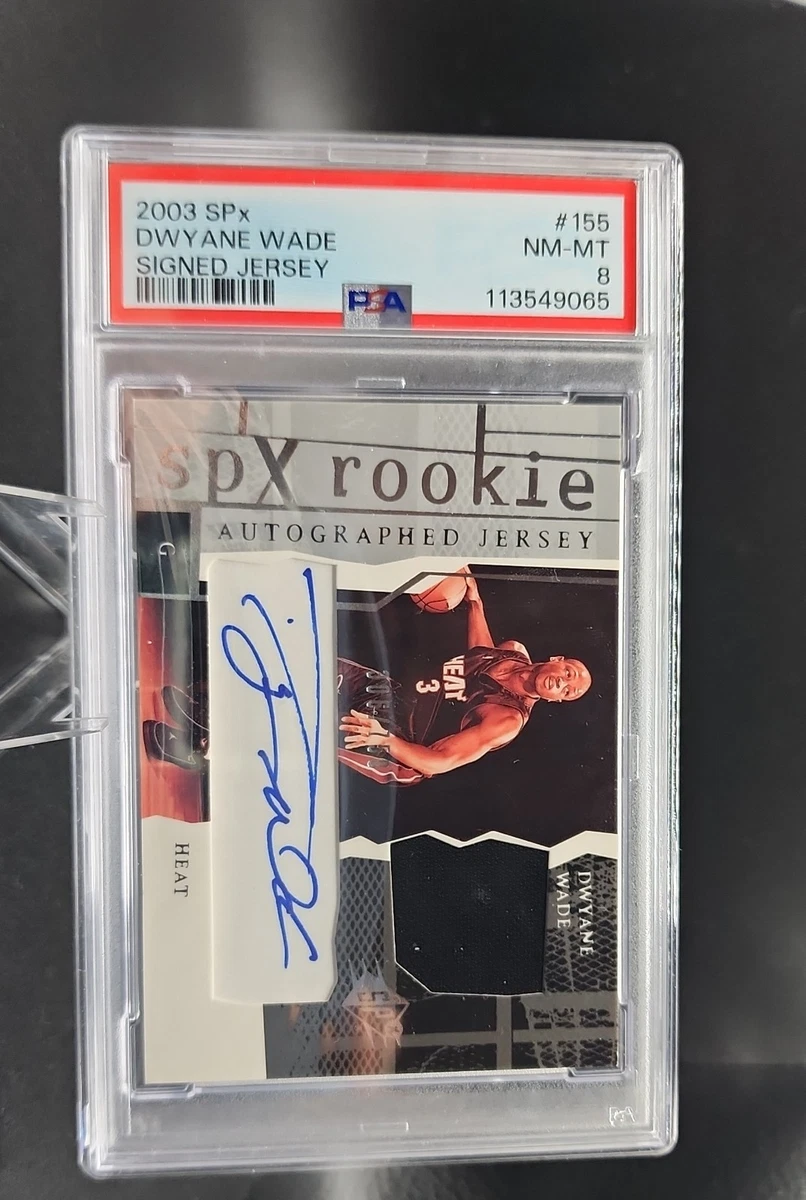 2003 SPx
DWYANE WADE
SIGNED JERSEY
#155
NM-MT
8
113549065
PSA
spx rookie
AUTOGRAPHED JERSEY
G
HEAT
3
HEAT
DWYANE
WADE
SPx